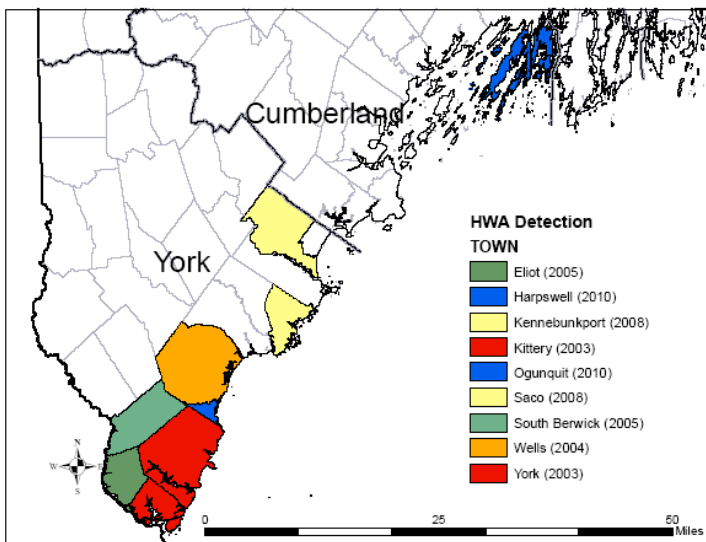 Cumberland
York
HWA Detection
TOWN
Eliot (2005)
Harpswell (2010)
Kennebunkport (2008)
Kittery (2003)
Ogunquit (2010)
Saco (2008)
South Berwick (2005)
Wells (2004)
York (2003)
N
W E
S
0 25 50
Miles